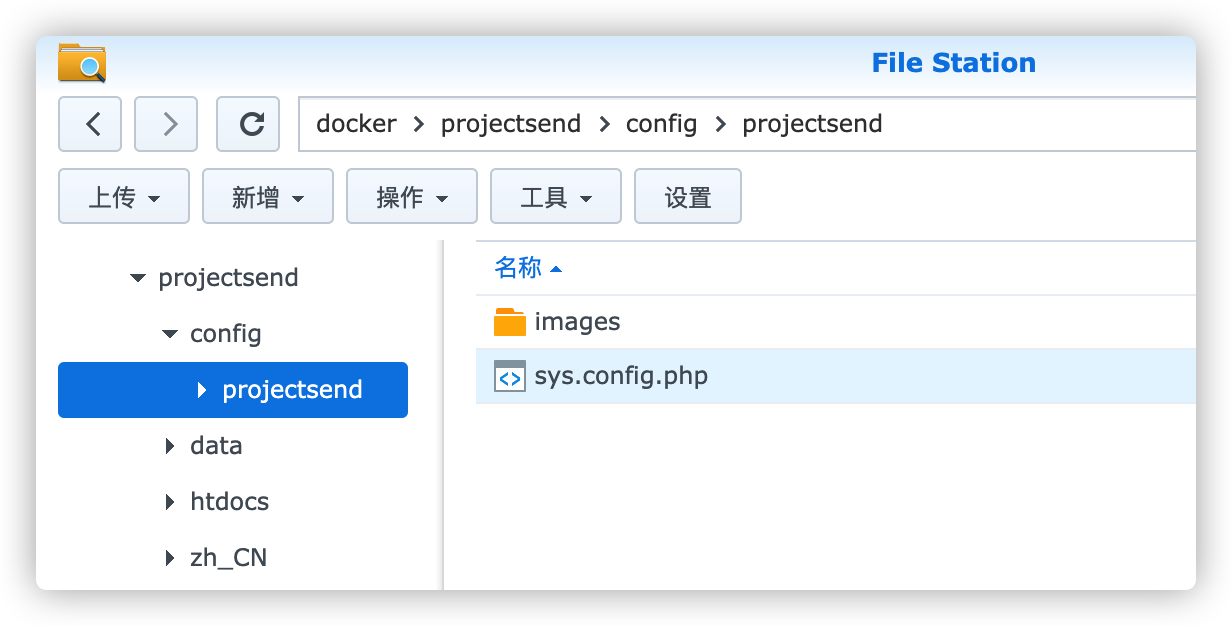 File Station
docker > projectsend > config > projectsend
上传 新增 操作 工具 设置
projectsend
config
projectsend
data
htdocs
zh_CN
名称
images
sys.config.php